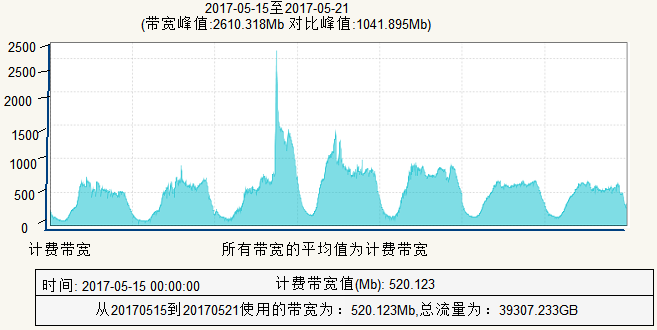 2017-05-15至2017-05-21
(带宽峰值:2610.318Mb 对比峰值:1041.895Mb)
2500
2500
2000
1500
1000
500
0
计费带宽 所有带宽的平均值为计费带宽
时间: 2017-05-15 00:00:00 计费带宽值(Mb): 520.123
从20170515到20170521使用的带宽为：520.123Mb,总流量为：39307.233GB